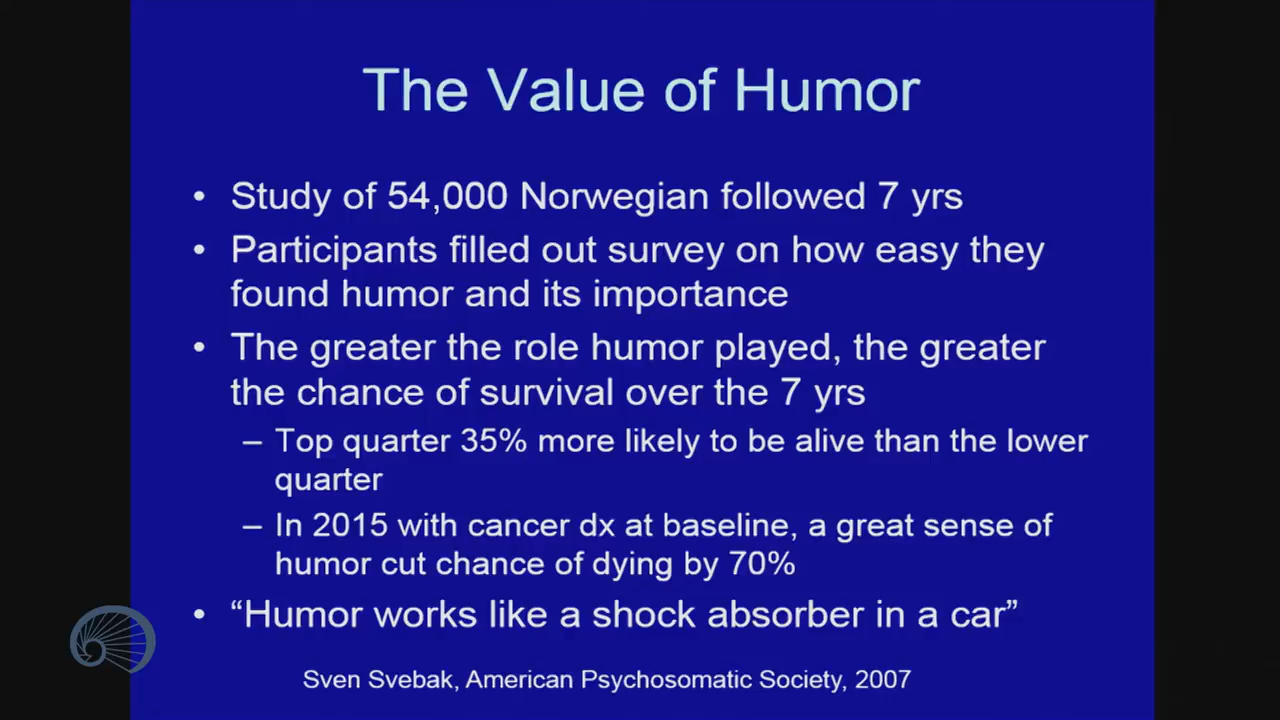 The Value of Humor
• Study of 54,000 Norwegian followed 7 yrs
• Participants filled out survey on how easy they
found humor and its importance
• The greater the role humor played, the greater
the chance of survival over the 7 yrs
– Top quarter 35% more likely to be alive than the lower
quarter
– In 2015 with cancer dx at baseline, a great sense of
humor cut chance of dying by 70%
• “Humor works like a shock absorber in a car”
Sven Svebak, American Psychosomatic Society, 2007